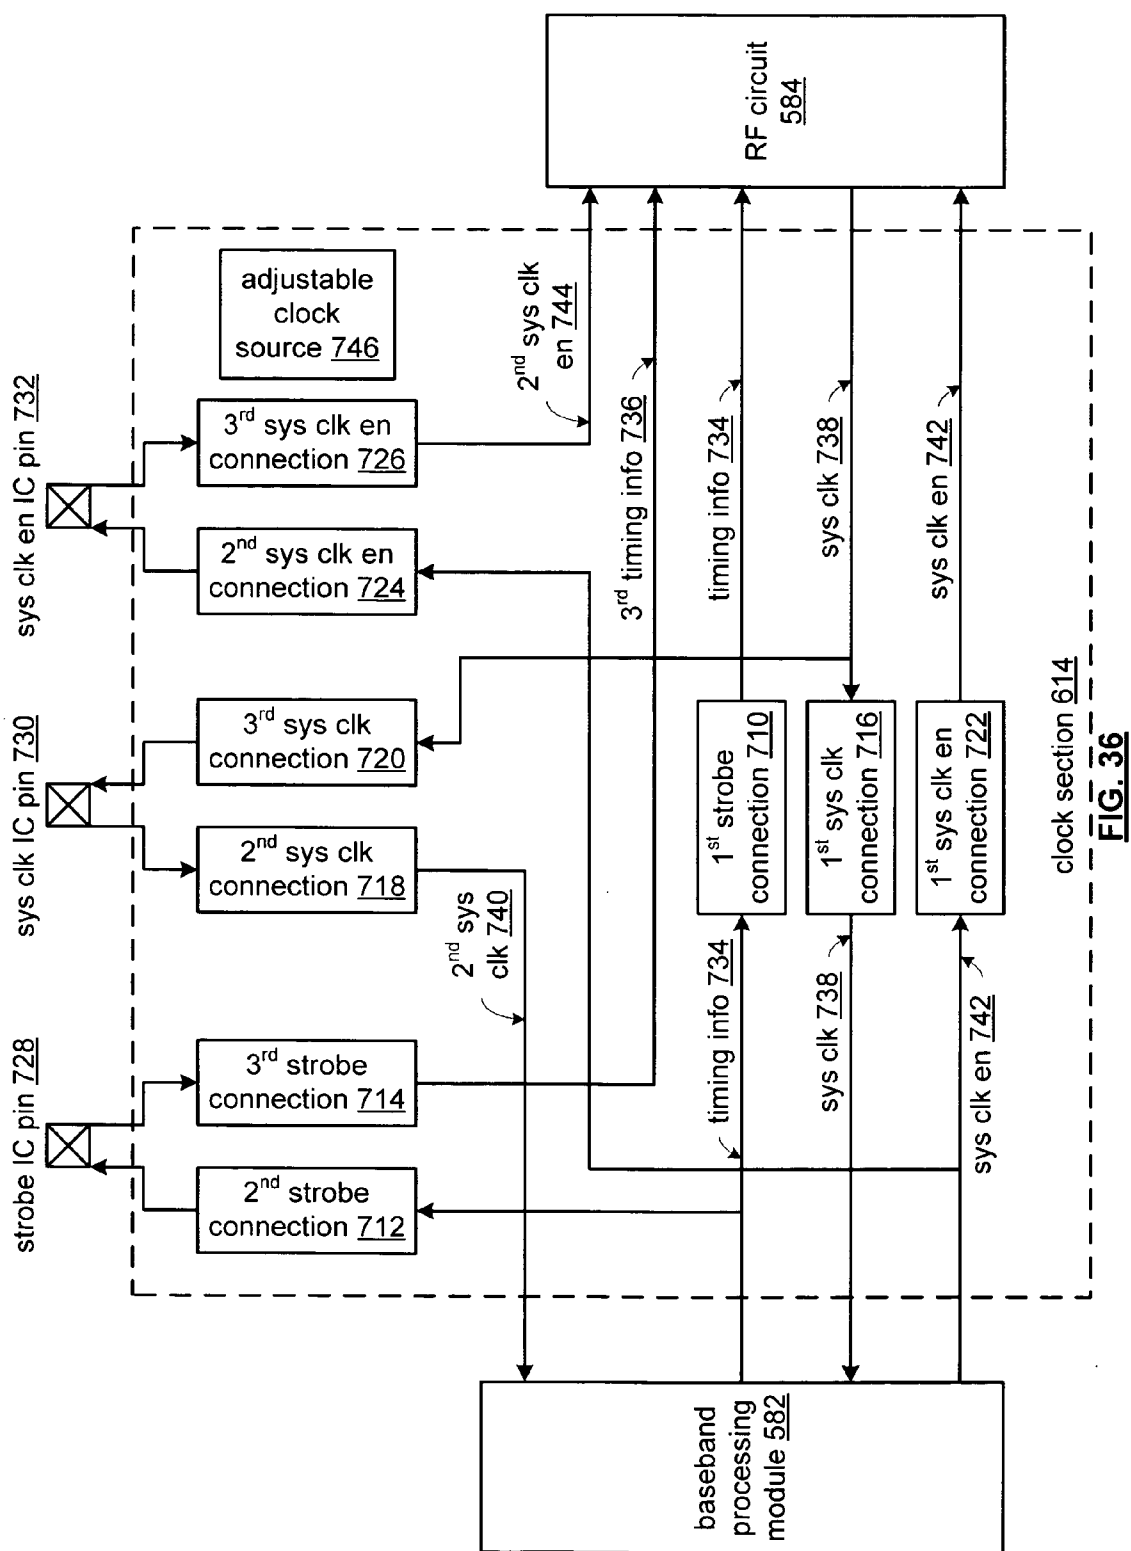 strobe IC pin 728
sys clk IC pin 730
sys clk en IC pin 732
2nd strobe
connection 712
3rd strobe
connection 714
2nd sys clk
connection 718
3rd sys clk
connection 720
2nd sys clk en
connection 724
3rd sys clk en
connection 726
adjustable
clock
source 746
2nd sys
clk 740
2nd sys clk
en 744
3rd timing info 736
timing info 734
1st strobe
connection 710
timing info 734
sys clk 738
1st sys clk
connection 716
sys clk 738
sys clk en 742
1st sys clk en
connection 722
sys clk en 742
baseband
processing
module 582
RF circuit
584
clock section 614
FIG. 36